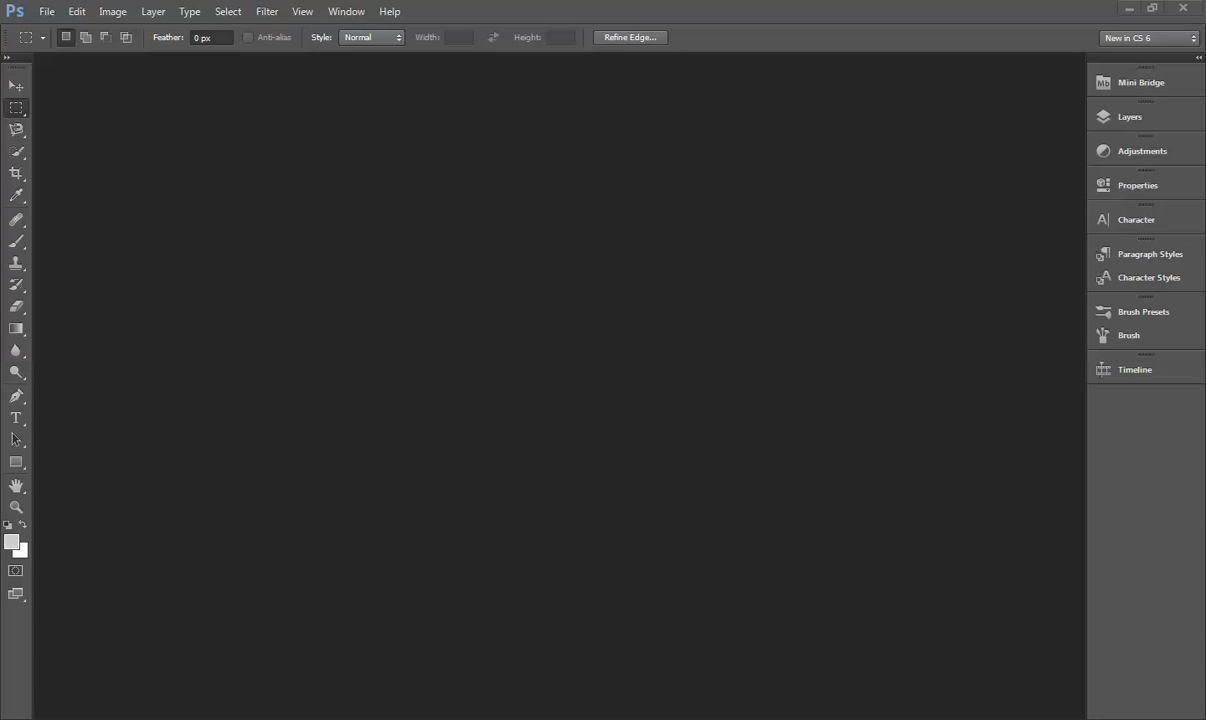 Ps File Edit Image Layer Type Select Filter View Window Help
Feather: 0 px Anti-alias Style: Normal Width: Height: Refine Edge... New in CS 6
Mb Mini Bridge
Layers
Adjustments
Properties
A| Character
Paragraph Styles
A Character Styles
Brush Presets
Brush
Timeline
T